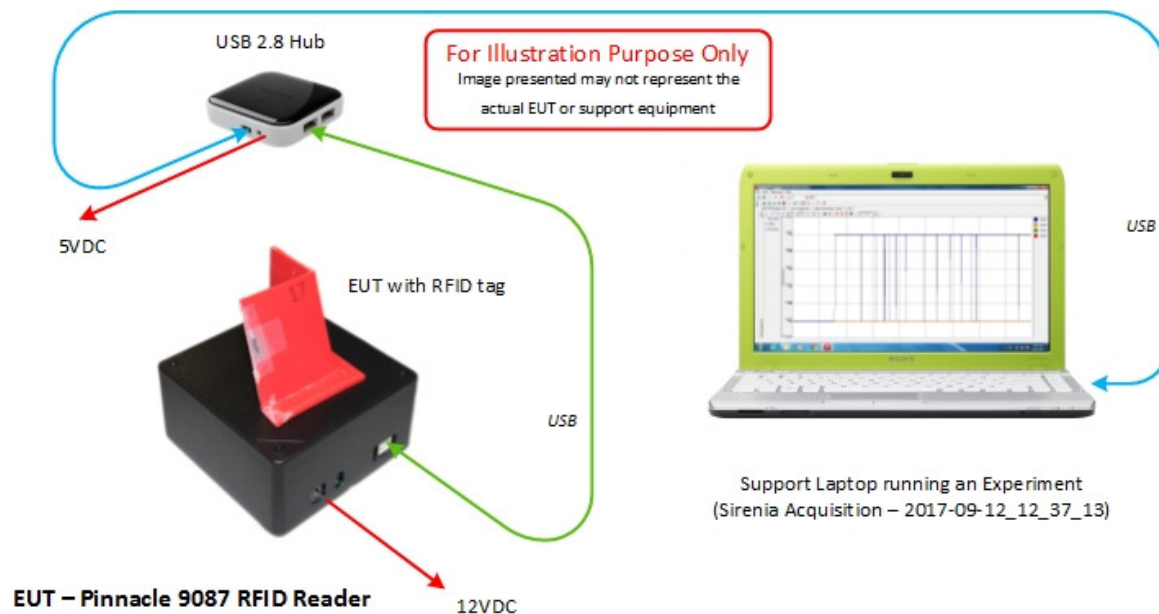 USB 2.8 Hub
For Illustration Purpose Only
Image presented may not represent the
actual EUT or support equipment
5VDC
USB
EUT with RFID tag
17
SONY
USB
Support Laptop running an Experiment
(Sirenia Acquisition – 2017-09-12_12_37_13)
EUT – Pinnacle 9087 RFID Reader
12VDC